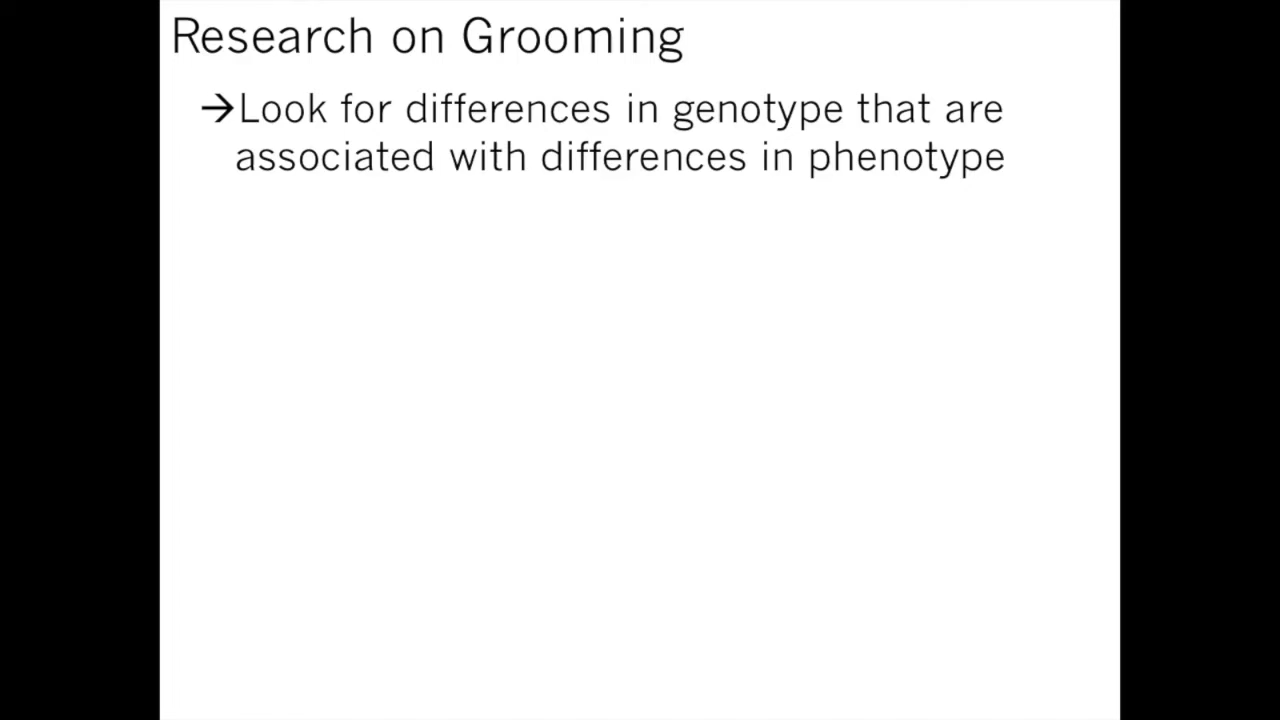 Research on Grooming
→Look for differences in genotype that are
associated with differences in phenotype